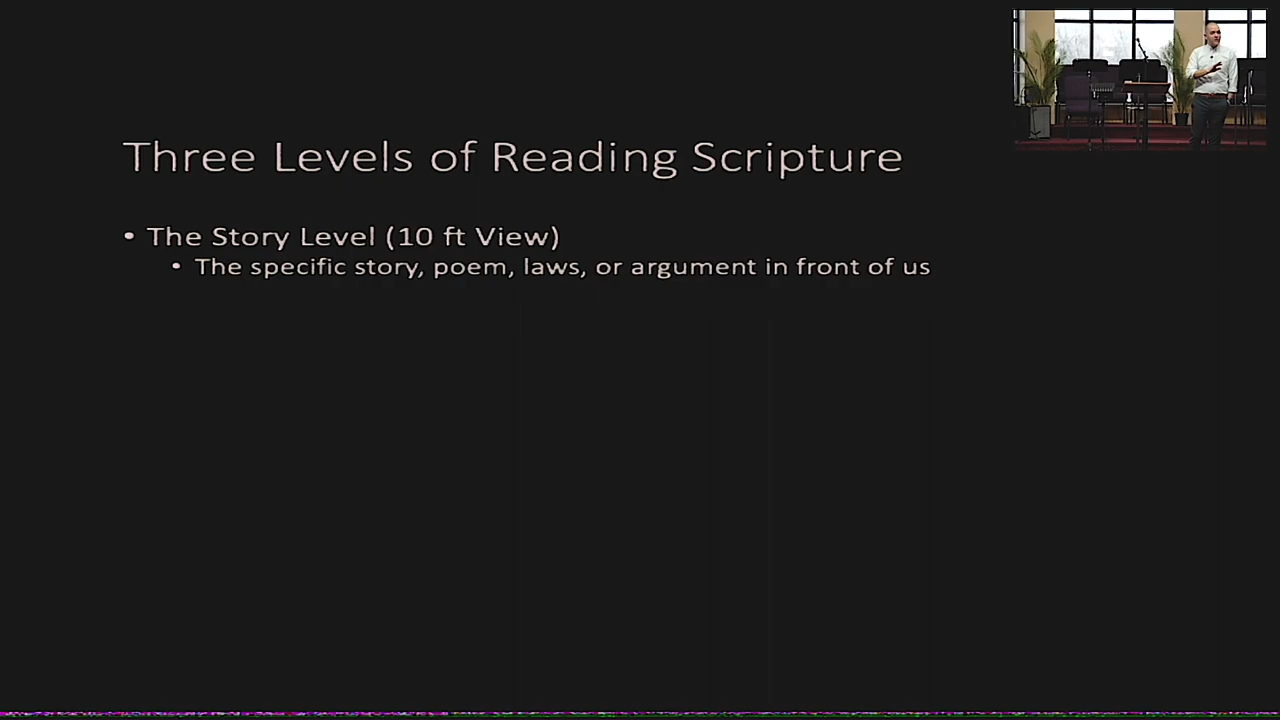 Three Levels of Reading Scripture
• The Story Level (10 ft View)
• The specific story, poem, laws, or argument in front of us